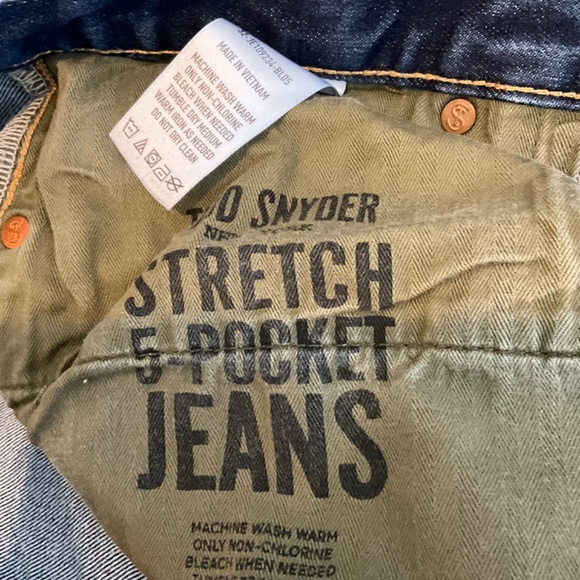 MADE IN VIETNAM
MACHINE WASH WARM
ONLY NON-CHLORINE
BLEACH WHEN NEEDED
TUMBLE DRY MEDIUM
WARM IRON AS NEEDED
DO NOT DRY CLEAN
SNYDER
STRETCH
5-POCKET
JEANS
MACHINE WASH WARM
ONLY NON-CHLORINE
BLEACH WHEN NEEDED